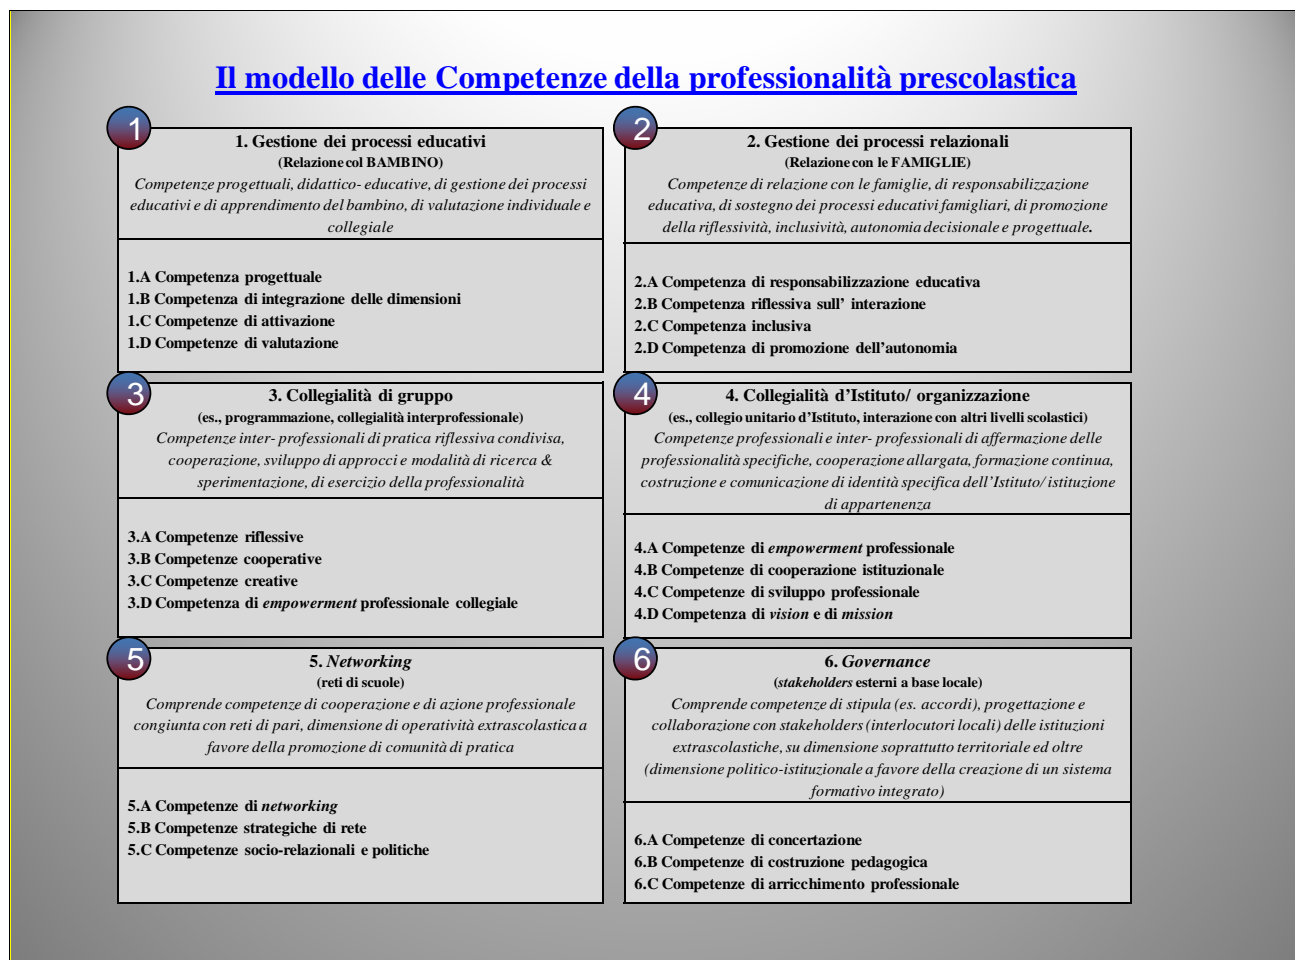 Il modello delle Competenze della professionalità prescolastica
1
1. Gestione dei processi educativi
(Relazione col BAMBINO)
Competenze progettuali, didattico- educative, di gestione dei processi
educativi e di apprendimento del bambino, di valutazione individuale e
collegiale
1.A Competenza progettuale
1.B Competenza di integrazione delle dimensioni
1.C Competenze di attivazione
1.D Competenze di valutazione
2
2. Gestione dei processi relazionali
(Relazione con le FAMIGLIE)
Competenze di relazione con le famiglie, di responsabilizzazione
educativa, di sostegno dei processi educativi famigliari, di promozione
della riflessività, inclusività, autonomia decisionale e progettuale.
2.A Competenza di responsabilizzazione educativa
2.B Competenza riflessiva sull’ interazione
2.C Competenza inclusiva
2.D Competenza di promozione dell’autonomia
3
3. Collegialità di gruppo
(es., programmazione, collegialità interprofessionale)
Competenze inter- professionali di pratica riflessiva condivisa,
cooperazione, sviluppo di approcci e modalità di ricerca &
sperimentazione, di esercizio della professionalità
3.A Competenze riflessive
3.B Competenze cooperative
3.C Competenze creative
3.D Competenza di empowerment professionale collegiale
4
4. Collegialità d’Istituto/ organizzazione
(es., collegio unitario d’Istituto, interazione con altri livelli scolastici)
Competenze professionali e inter- professionali di affermazione delle
professionalità specifiche, cooperazione allargata, formazione continua,
costruzione e comunicazione di identità specifica dell’Istituto/ istituzione
di appartenenza
4.A Competenze di empowerment professionale
4.B Competenze di cooperazione istituzionale
4.C Competenze di sviluppo professionale
4.D Competenza di vision e di mission
5
5. Networking
(reti di scuole)
Comprende competenze di cooperazione e di azione professionale
congiunta con reti di pari, dimensione di operatività extrascolastica a
favore della promozione di comunità di pratica
5.A Competenze di networking
5.B Competenze strategiche di rete
5.C Competenze socio-relazionali e politiche
6
6. Governance
(stakeholders esterni a base locale)
Comprende competenze di stipula (es. accordi), progettazione e
collaborazione con stakeholders (interlocutori locali) delle istituzioni
extrascolastiche, su dimensione soprattutto territoriale ed oltre
(dimensione politico-istituzionale a favore della creazione di un sistema
formativo integrato)
6.A Competenze di concertazione
6.B Competenze di costruzione pedagogica
6.C Competenze di arricchimento professionale